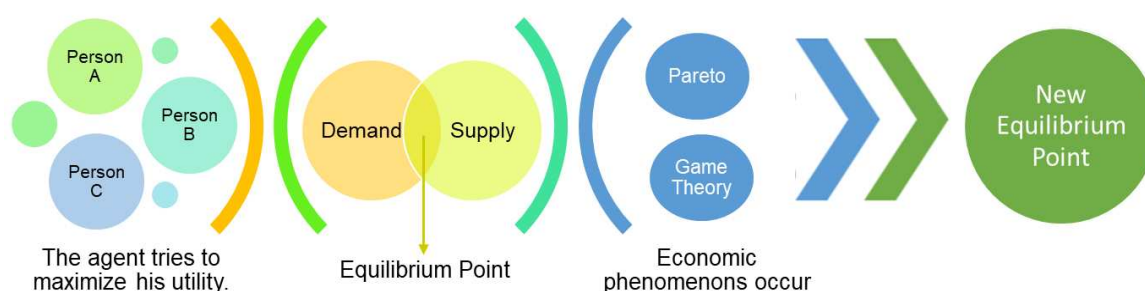 Person
A
Person
B
Person
C
The agent tries to
maximize his utility.
Demand
Supply
Equilibrium Point
Pareto
Game
Theory
Economic
phenomenons occur
New
Equilibrium
Point